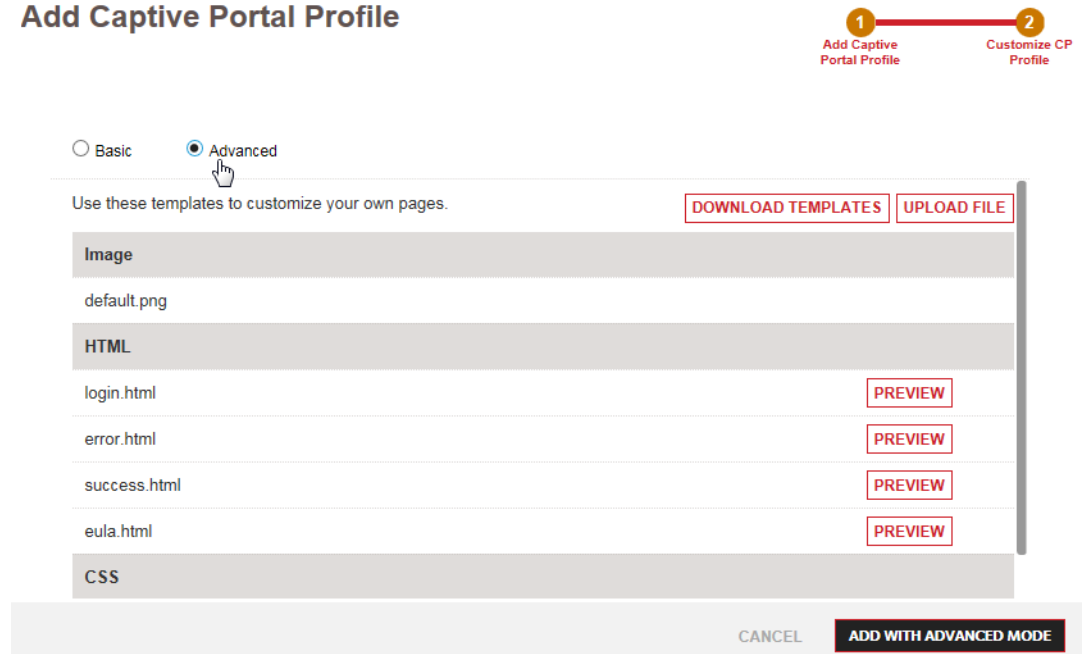 Add Captive Portal Profile
1
2
Add Captive
Portal Profile
Customize CP
Profile
Basic
Advanced
Use these templates to customize your own pages.
DOWNLOAD TEMPLATES
UPLOAD FILE
Image
default.png
HTML
login.html
PREVIEW
error.html
PREVIEW
success.html
PREVIEW
eula.html
PREVIEW
CSS
CANCEL
ADD WITH ADVANCED MODE